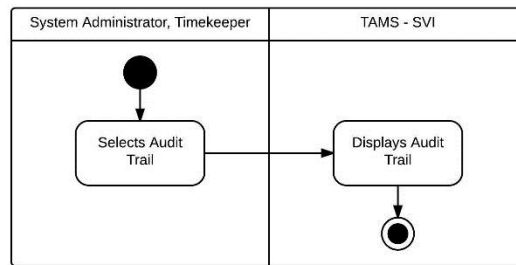 System Administrator, Timekeeper
TAMS - SVI
Selects Audit
Trail
Displays Audit
Trail